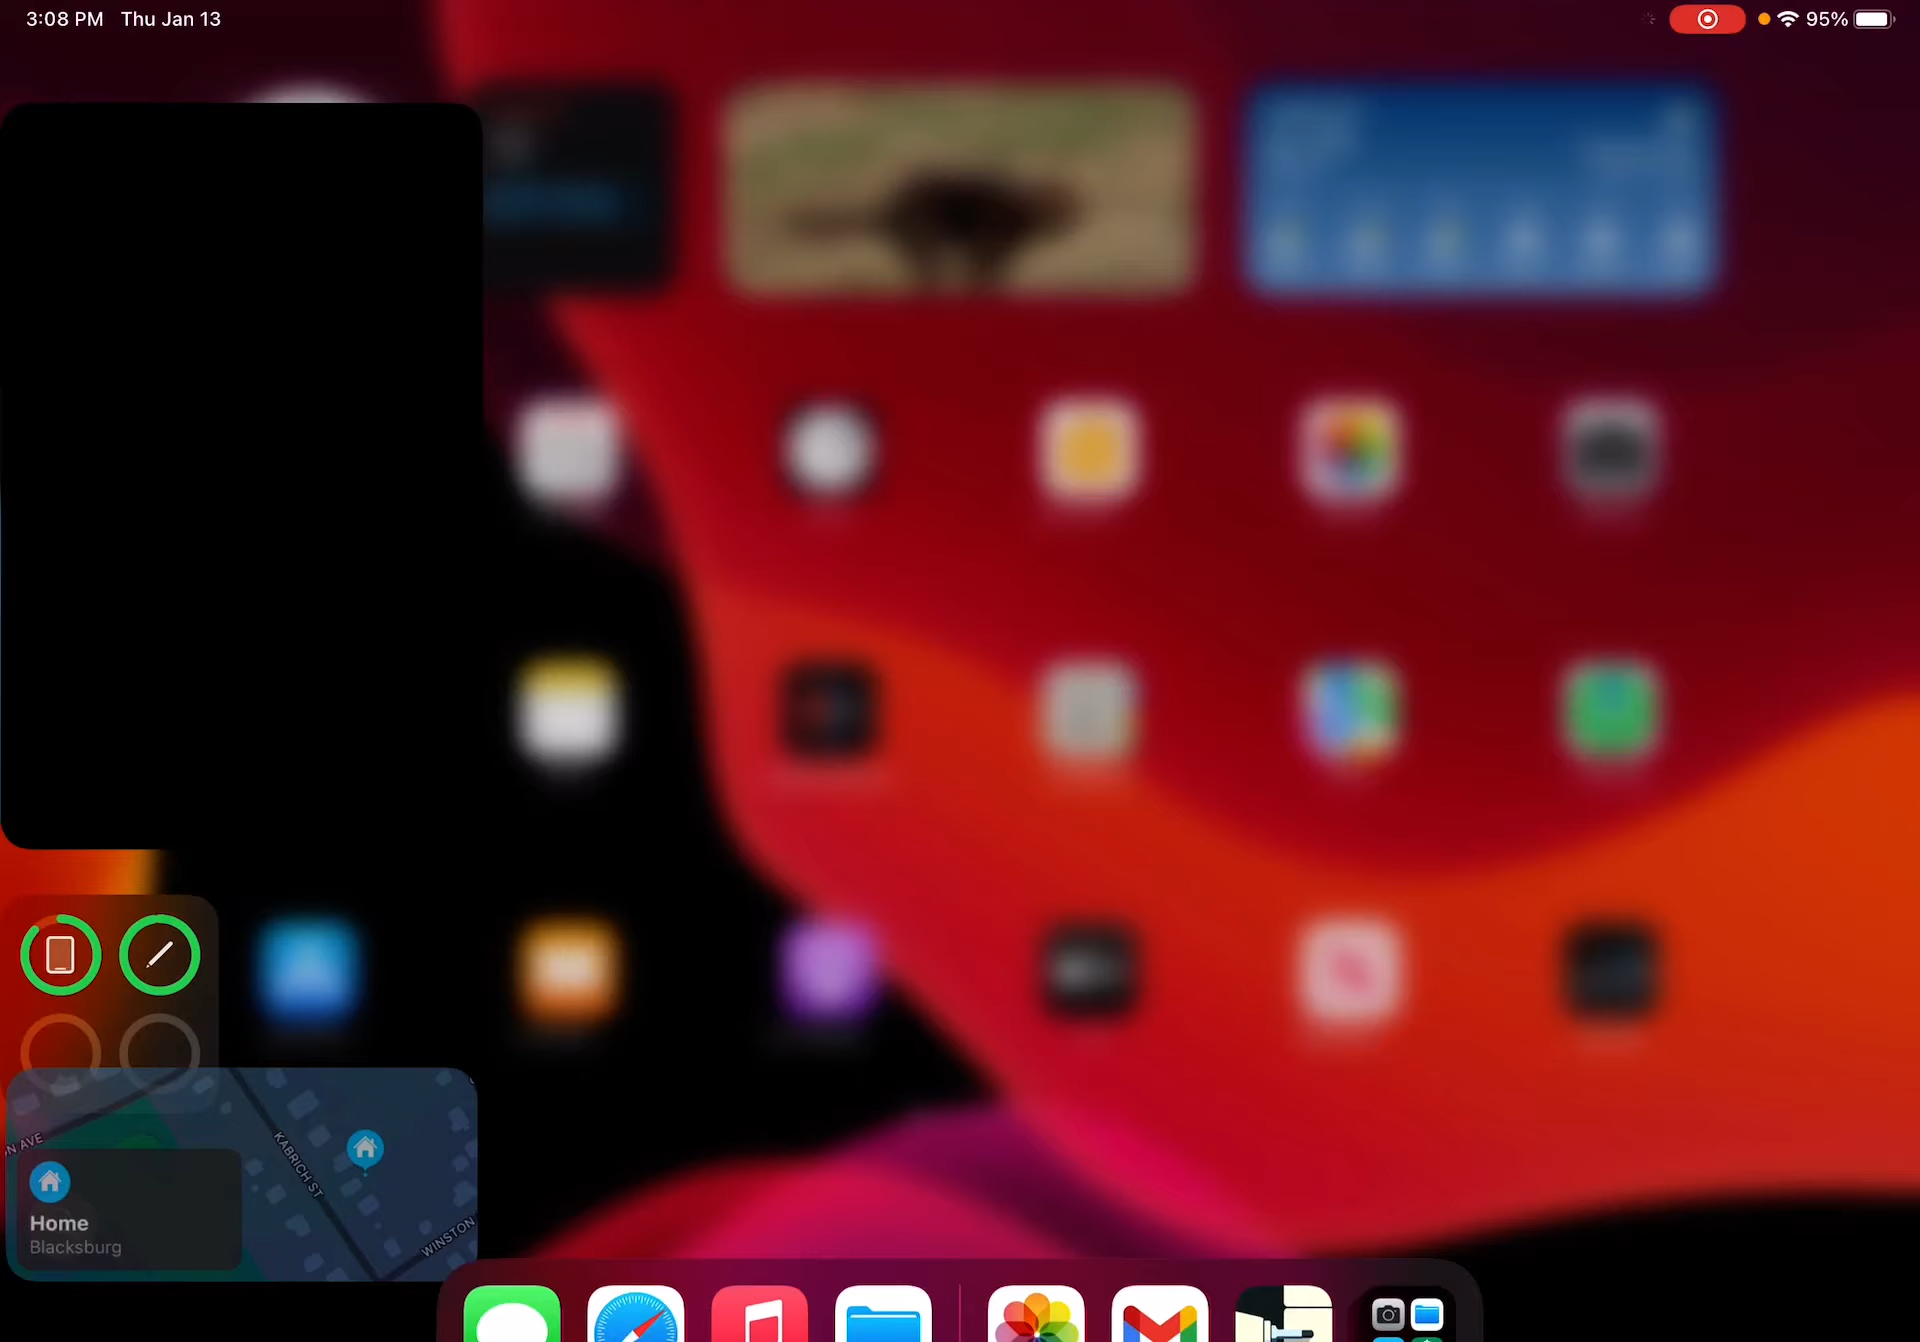 3:08 PM Thu Jan 13
95%
N AVE
KABRICH ST
WINSTON
Home
Blacksburg